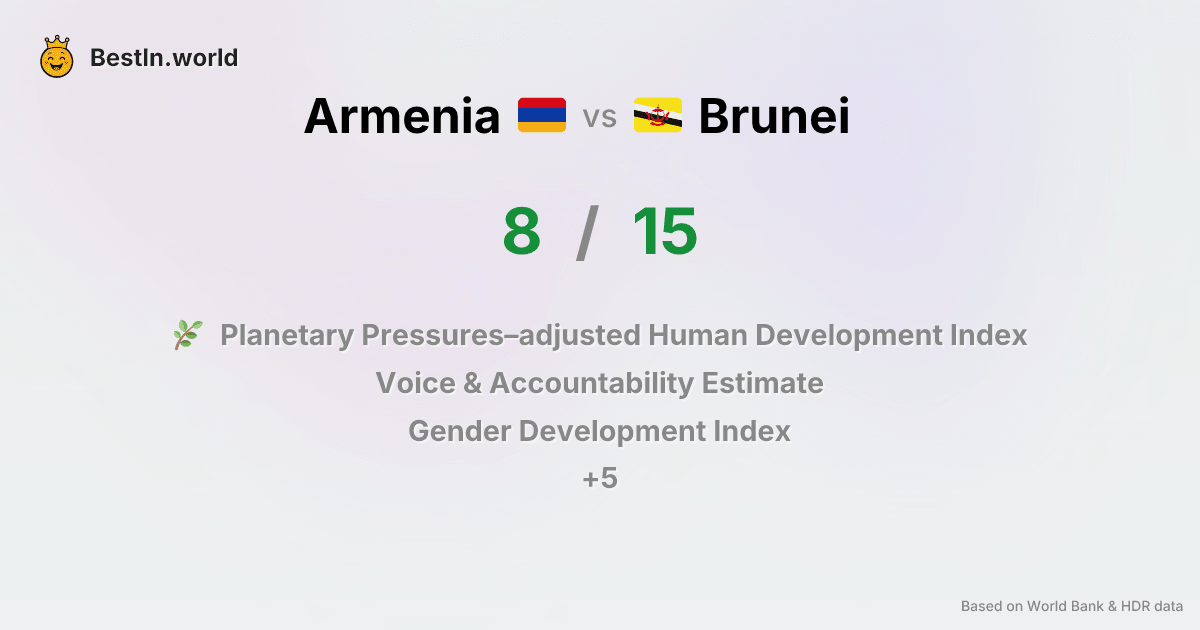 BestIn.world
Armenia vs Brunei
8 / 15
Planetary Pressures–adjusted Human Development Index
Voice & Accountability Estimate
Gender Development Index
+5
Based on World Bank & HDR data